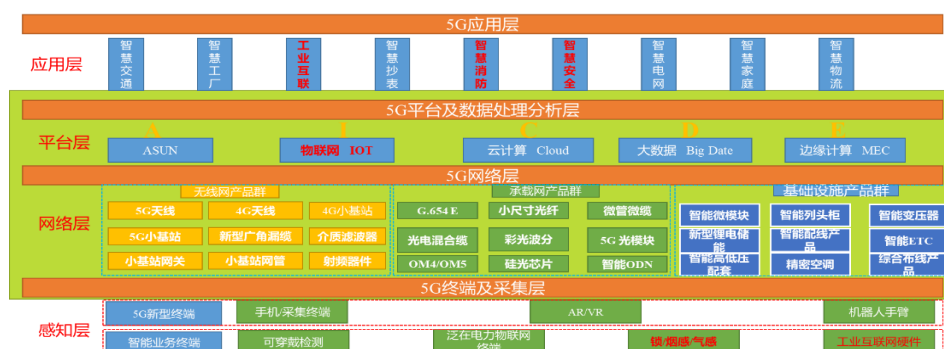 5G应用层
应用层
智慧交通
智慧工厂
工业互联
智慧抄表
智慧消防
智慧安全
智慧电网
智慧家庭
智慧物流
5G平台及数据处理分析层
A I C D E
平台层
ASUN
物联网 IOT
云计算 Cloud
大数据 Big Date
边缘计算 MEC
5G网络层
网络层
无线网产品群
5G天线 4G天线 4G小基站
5G小基站 新型广角漏缆 介质滤波器
小基站网关 小基站网管 射频器件
承载网产品群
G.654 E 小尺寸光纤 微管微缆
光电混合缆 彩光波分 5G 光模块
OM4/OM5 硅光芯片 智能ODN
基础设施产品群
智能微模块 智能列头柜 智能变压器
新型锂电储能 智能配线产品 智能ETC
智能高低压配套 精密空调 综合布线产品
5G终端及采集层
感知层
5G新型终端 手机/采集终端 AR/VR 机器人手臂
智能业务终端 可穿戴检测 泛在电力物联网终端 锁/烟感/气感 工业互联网硬件